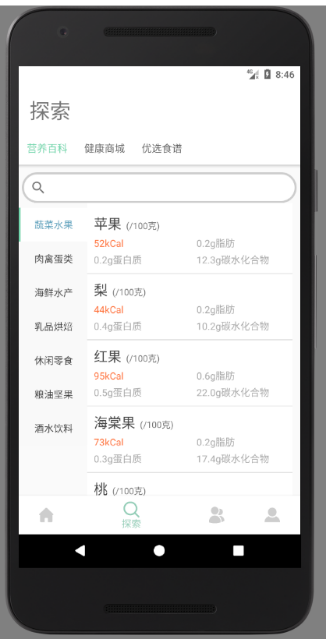 4G 8:46
探索
营养百科 健康商城 优选食谱
蔬菜水果
肉禽蛋类
海鲜水产
乳品烘焙
休闲零食
粮油坚果
酒水饮料
苹果 (/100克)
52kCal 0.2g脂肪
0.2g蛋白质 12.3g碳水化合物
梨 (/100克)
44kCal 0.2g脂肪
0.4g蛋白质 10.2g碳水化合物
红果 (/100克)
95kCal 0.6g脂肪
0.5g蛋白质 22.0g碳水化合物
海棠果 (/100克)
73kCal 0.2g脂肪
0.3g蛋白质 17.4g碳水化合物
桃 (/100克)
探索